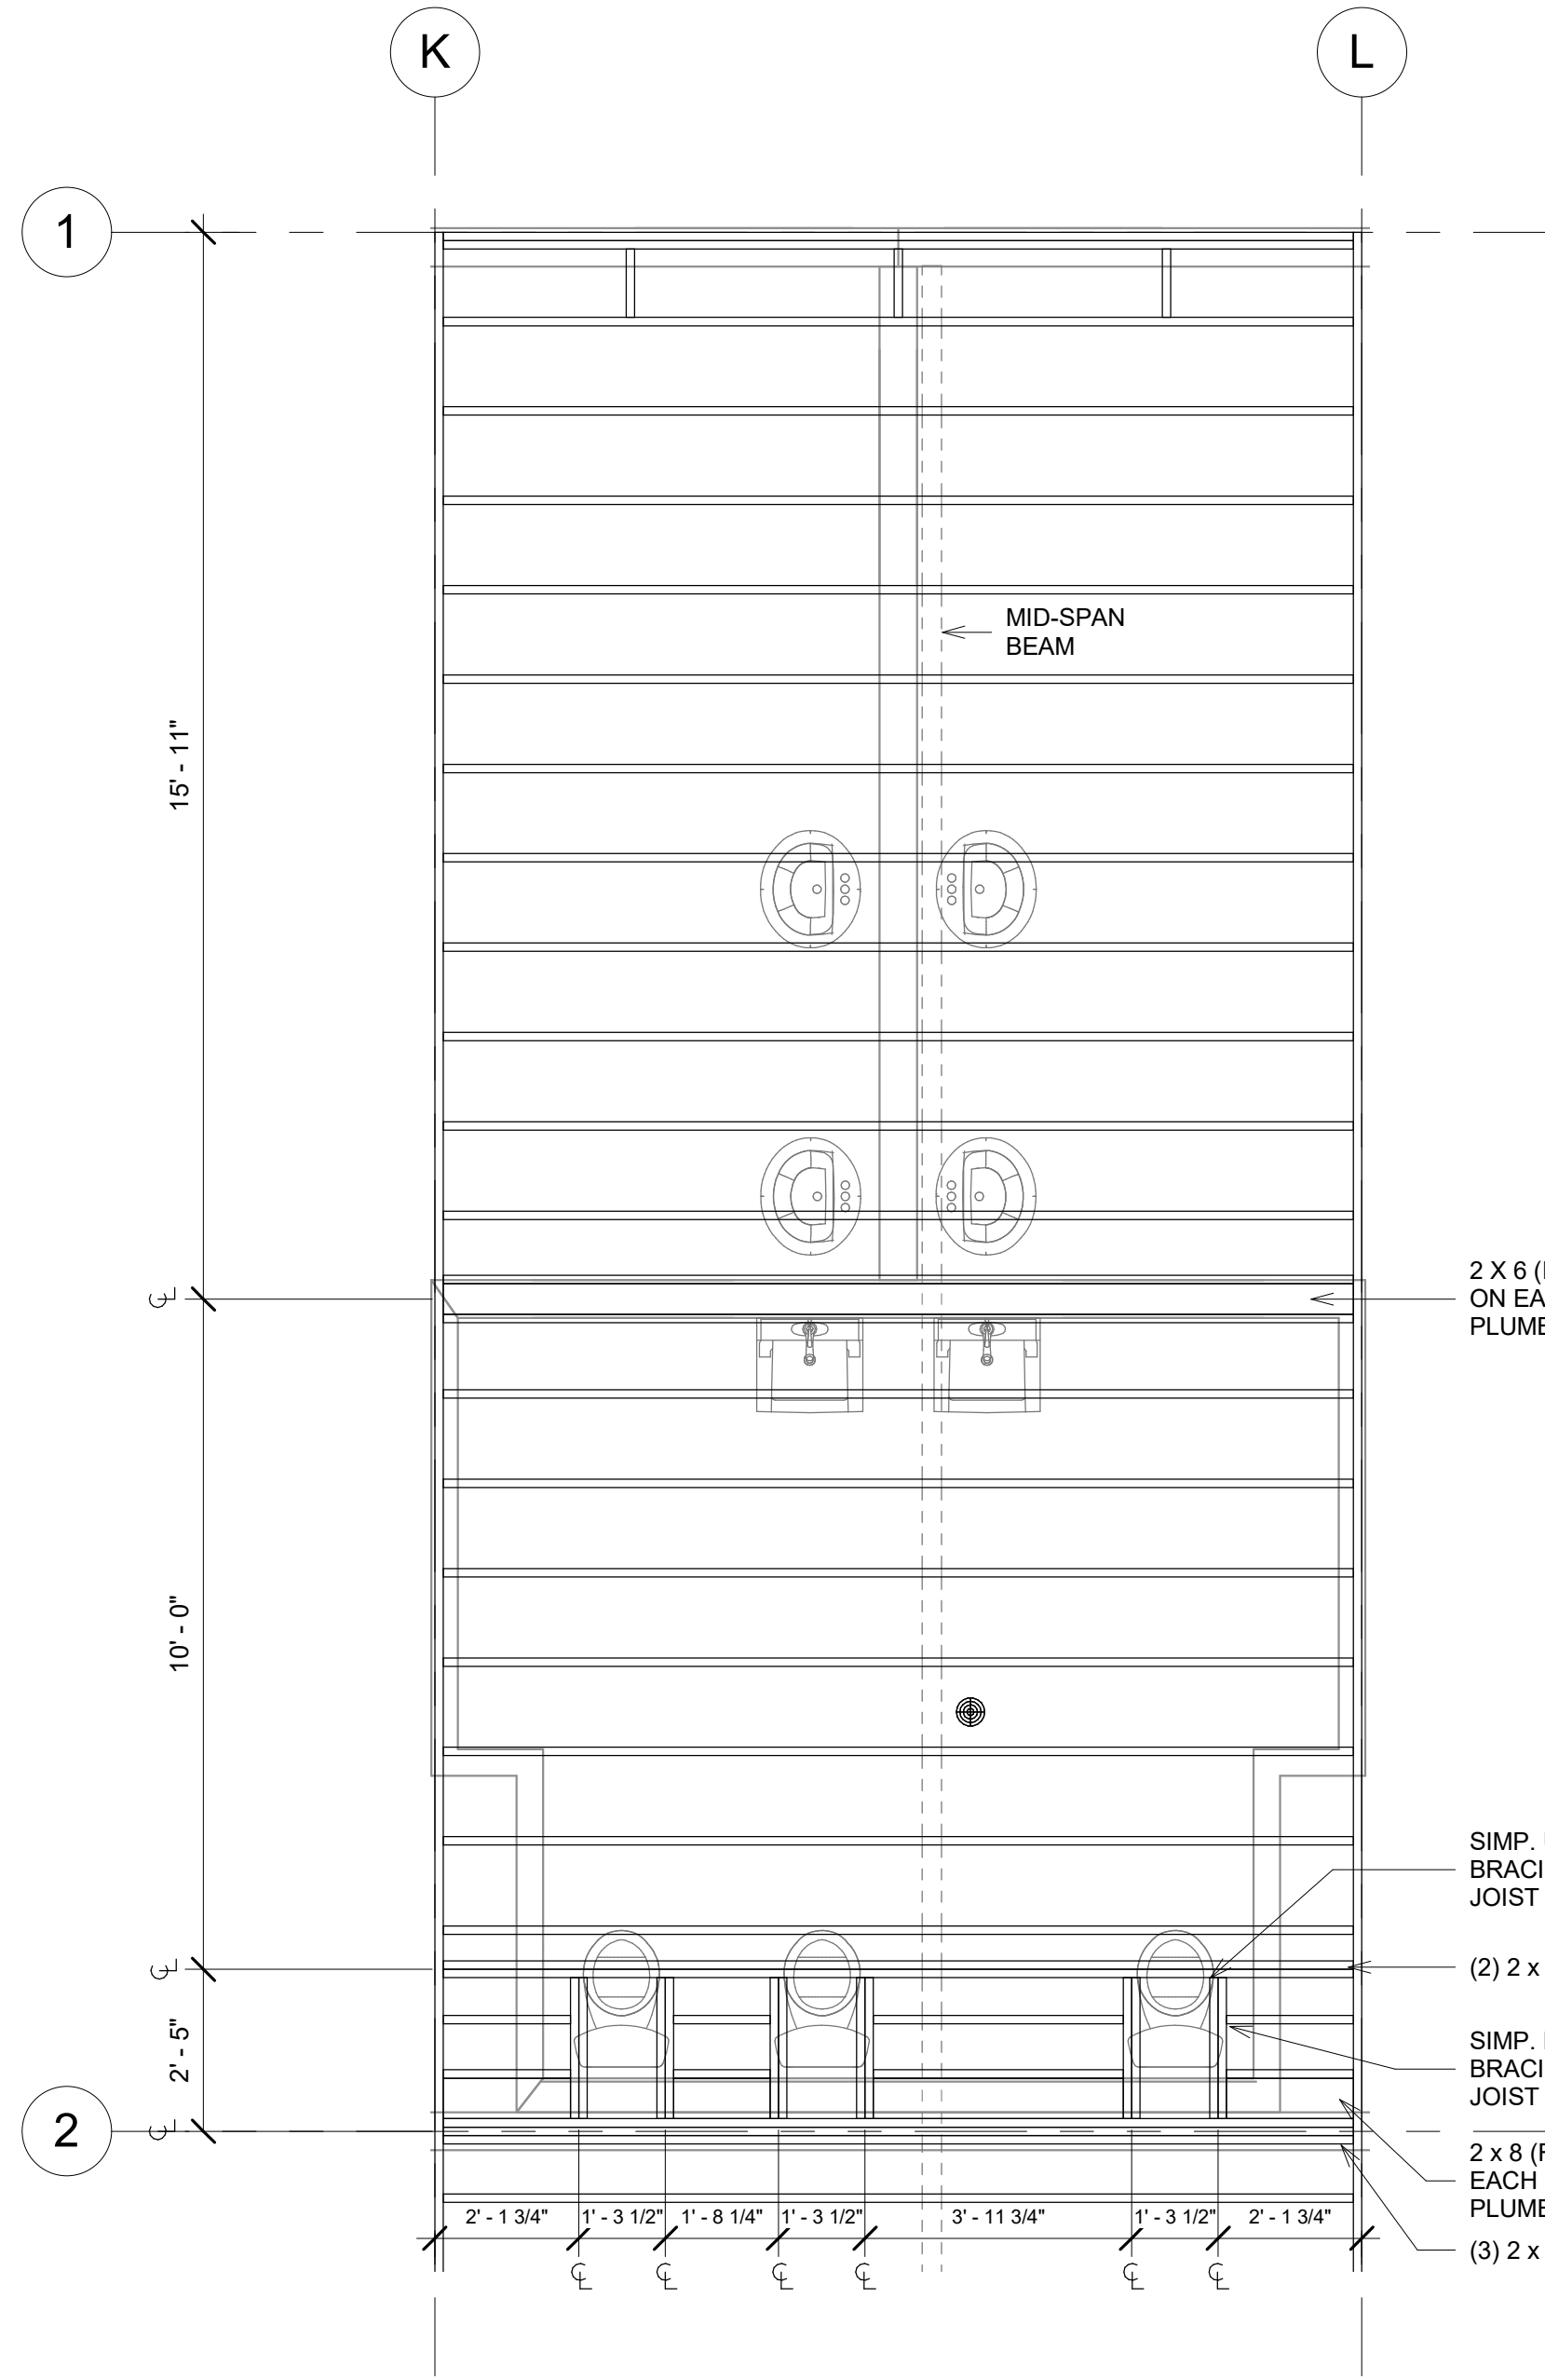 K
L
1
MID-SPAN
BEAM
15' - 11"
2 X 6 (
ON EA
PLUMB
10' - 0"
SIMP.
BRACI
JOIST
(2) 2 x
2' - 5"
SIMP.
BRACI
JOIST
2
2 x 8 (F
EACH
PLUMB
(3) 2 x
2' - 1 3/4"
1' - 3 1/2"
1' - 8 1/4"
1' - 3 1/2"
3' - 11 3/4"
1' - 3 1/2"
2' - 1 3/4"